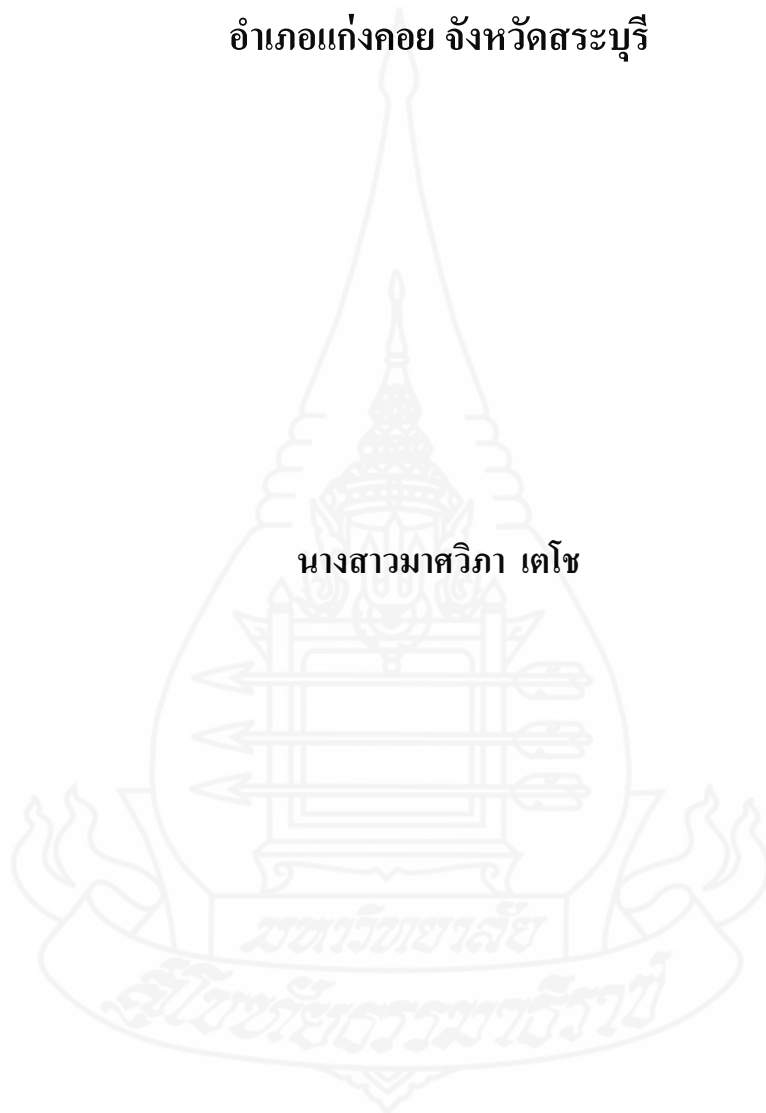 อำเภอแก่งคอย จังหวัดสระบุรี
นางสาวมาศวิภา เตโช
มหาวิทยาลัย
สุโขทัยธรรมาธิราช